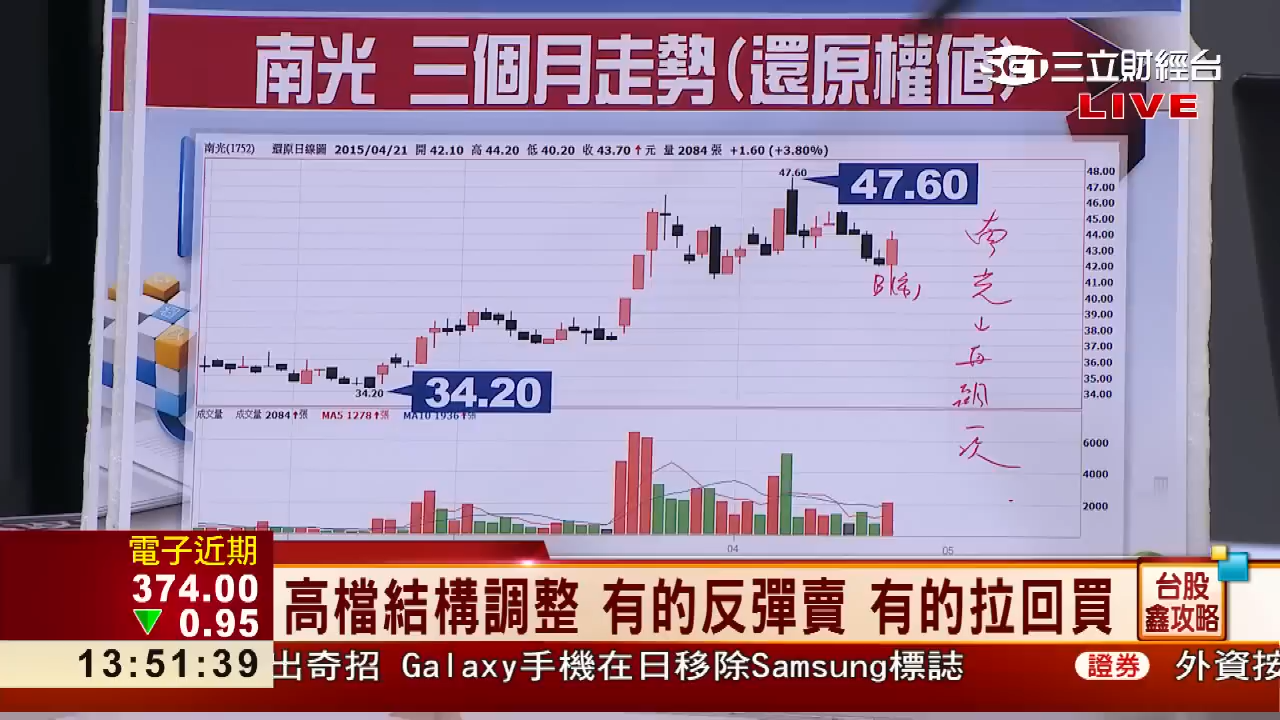 南光 三個月走勢(還原權值)
三立財經台
LIVE
南光(1752) 還原日線圖 2015/04/21 開 42.10 高 44.20 低 40.20 收 43.70↑元 量 2084 張 +1.60 (+3.80%)
47.60
47.60
48.00
47.00
46.00
45.00
44.00
43.00
42.00
41.00
40.00
39.00
38.00
37.00
36.00
35.00
34.00
南
光
再
一
次
34.20
34.20
成交量 成交量 2084↑張 MA5 1278↑張 MA10 1936↑張
6000
4000
2000
04
05
電子近期
374.00
▼ 0.95
高檔結構調整 有的反彈賣 有的拉回買
台股
鑫攻略
13:51:39
出奇招 Galaxy手機在日移除Samsung標誌
證券
外資按